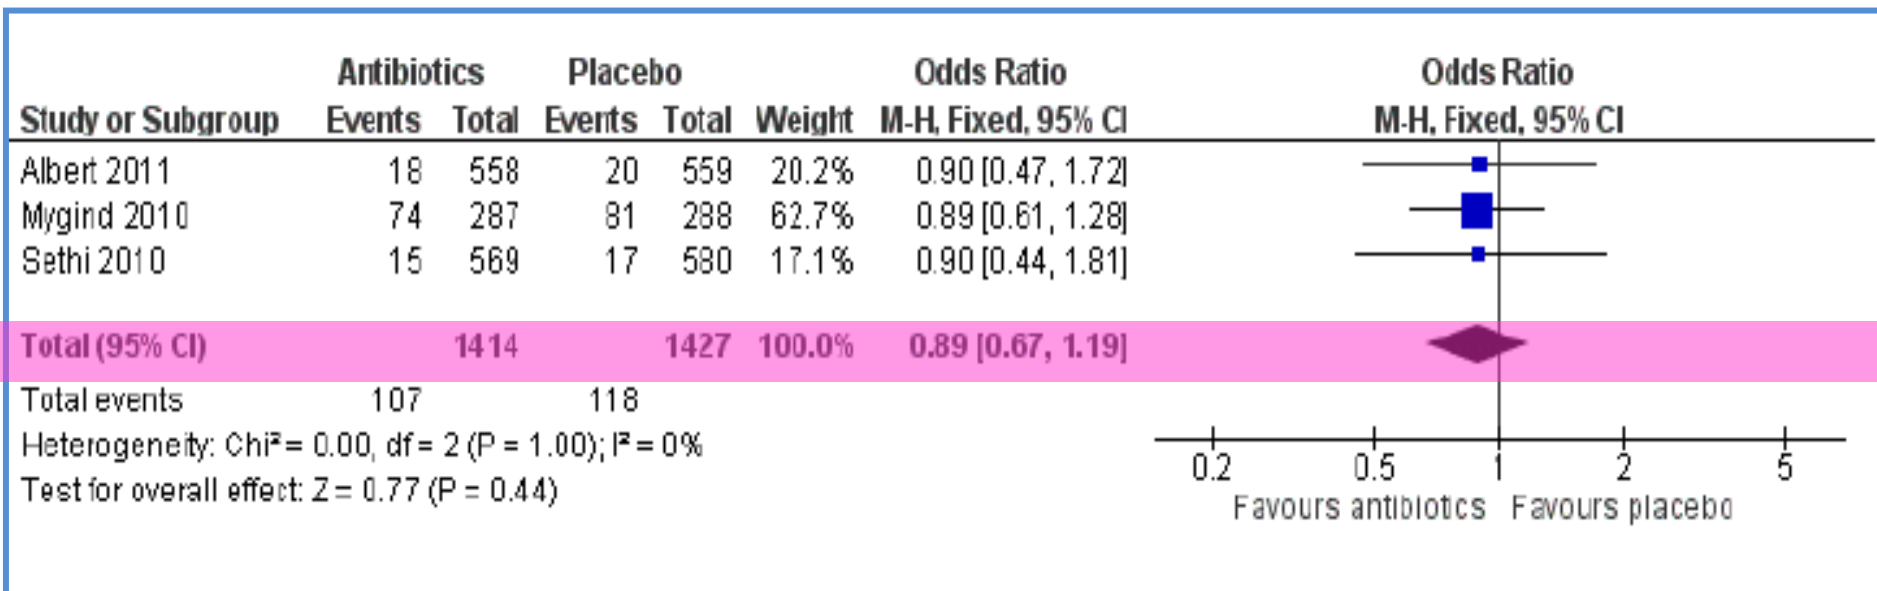 Antibiotics Placebo Odds Ratio Odds Ratio
Study or Subgroup Events Total Events Total Weight M-H, Fixed, 95% CI M-H, Fixed, 95% CI
Albert 2011 18 558 20 559 20.2% 0.90 [0.47, 1.72]
Mygind 2010 74 287 81 288 62.7% 0.89 [0.61, 1.28]
Sethi 2010 15 569 17 580 17.1% 0.90 [0.44, 1.81]
Total (95% CI) 1414 1427 100.0% 0.89 [0.67, 1.19]
Total events 107 118
Heterogeneity: Chi² = 0.00, df = 2 (P = 1.00); I² = 0%
Test for overall effect: Z = 0.77 (P = 0.44)
0.2 0.5 1 2 5
Favours antibiotics Favours placebo